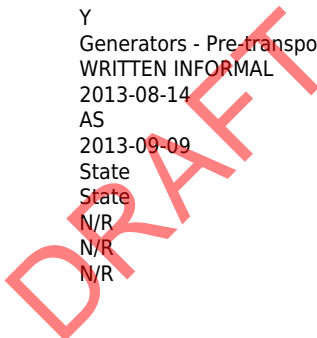 Y
Generators - Pre-transpo
WRITTEN INFORMAL
2013-08-14
AS
2013-09-09
State
State
N/R
N/R
N/R
DRAFT